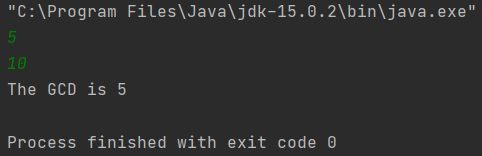 "C:\Program Files\Java\jdk-15.0.2\bin\java.exe"
5
10
The GCD is 5
Process finished with exit code 0